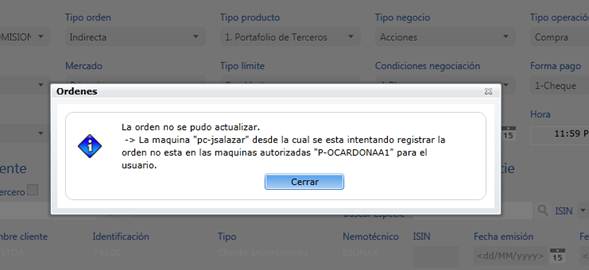 Tipo orden Tipo producto Tipo negocio Tipo operació
OMISION Indirecta 1. Portafolio de Terceros Acciones Compra
Mercado Tipo límite Condiciones negociación Forma pago
1-Cheque
Ordenes
Hora
La orden no se pudo actualizar.
-> La maquina "pc-jsalazar" desde la cual se esta intentando registrar la
orden no esta en las maquinas autorizadas "P-OCARDONAA1" para el
usuario.
15 11:59 P
Cerrar
ente cie
ercero
ISIN
mbre cliente Identificación Tipo Nemotécnico ISIN Fecha emisión Fe
<dd/MM/yyyy> 15